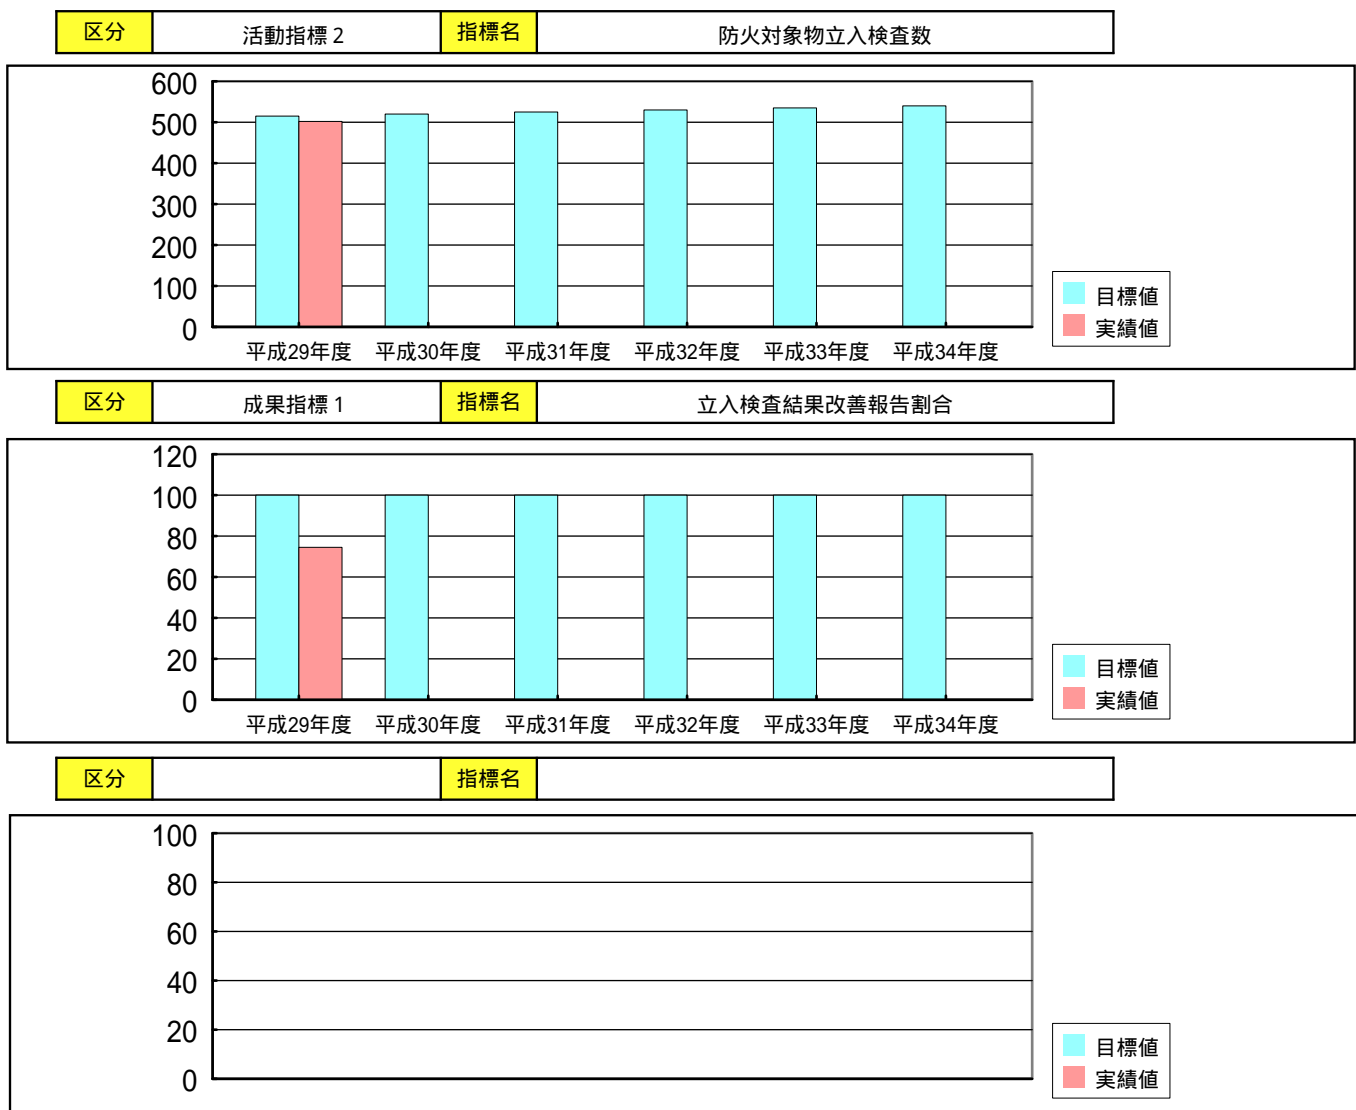 区分 活動指標２ 指標名 防火対象物立入検査数
600
500
400
300
200
100
0
平成29年度 平成30年度 平成31年度 平成32年度 平成33年度 平成34年度
目標値
実績値
区分 成果指標１ 指標名 立入検査結果改善報告割合
120
100
80
60
40
20
0
平成29年度 平成30年度 平成31年度 平成32年度 平成33年度 平成34年度
目標値
実績値
区分 指標名
100
80
60
40
20
0
目標値
実績値